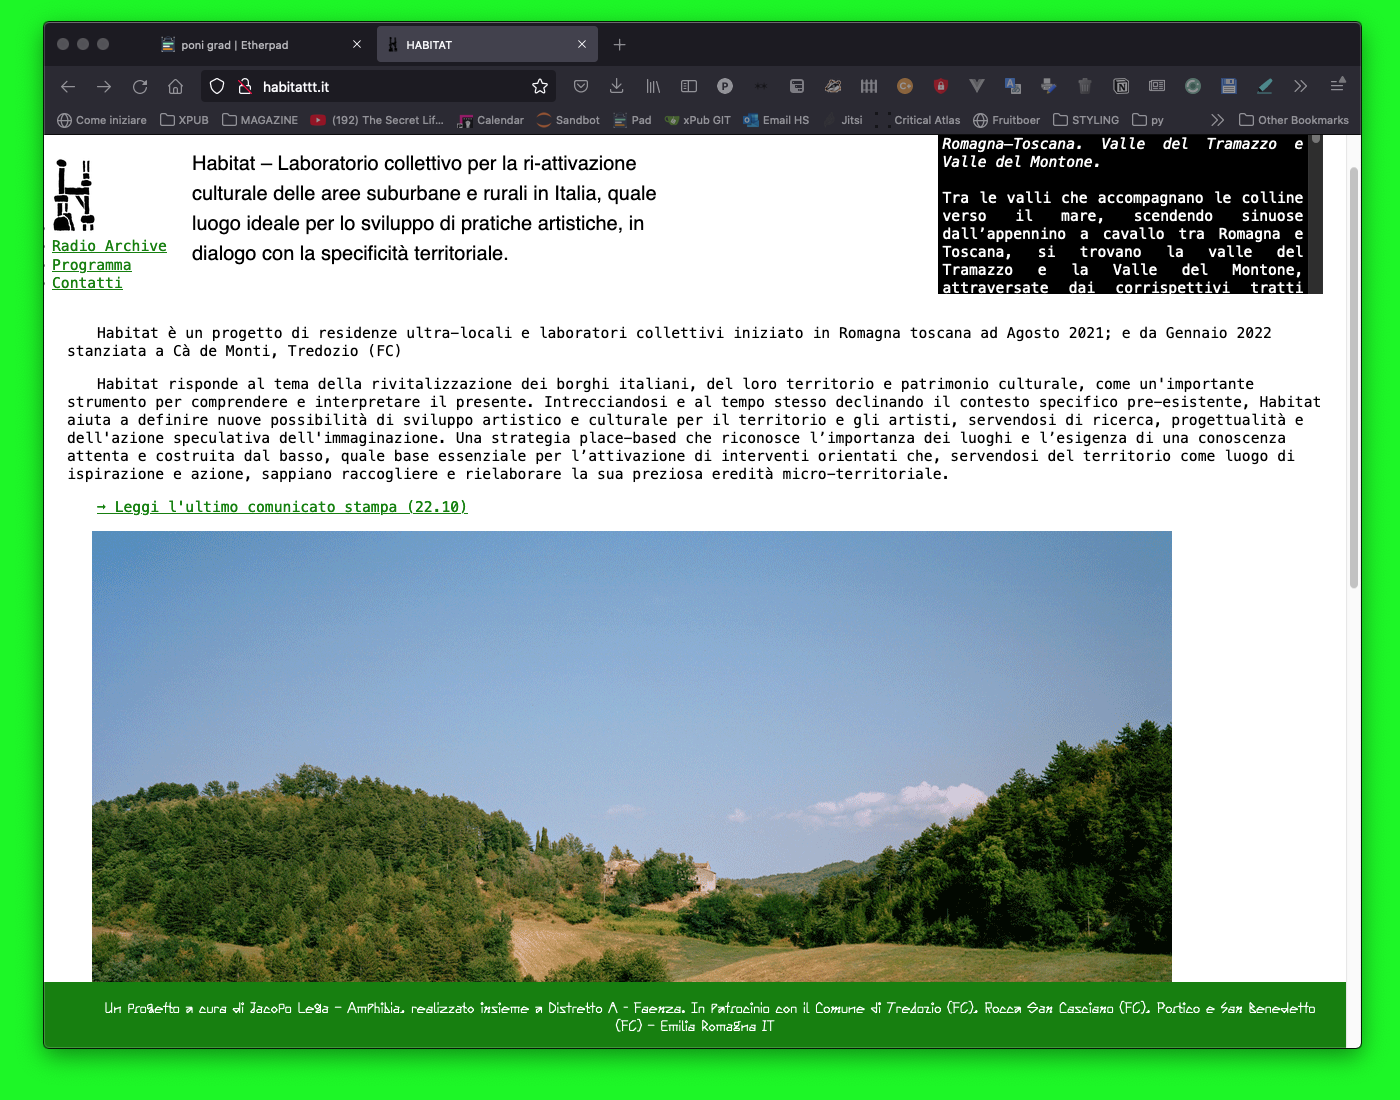 poni grad | Etherpad
HABITAT
habitattt.it
Come iniziare
XPUB
MAGAZINE
(192) The Secret Lif...
Calendar
Sandbot
Pad
xPub GIT
Email HS
Jitsi
Critical Atlas
Fruitboer
STYLING
py
Other Bookmarks
Habitat – Laboratorio collettivo per la ri-attivazione
culturale delle aree suburbane e rurali in Italia, quale
luogo ideale per lo sviluppo di pratiche artistiche, in
dialogo con la specificità territoriale.
Radio Archive
Programma
Contatti
Romagna–Toscana. Valle del Tramazzo e
Valle del Montone.
Tra le valli che accompagnano le colline
verso il mare, scendendo sinuose
dall’appennino a cavallo tra Romagna e
Toscana, si trovano la valle del
Tramazzo e la Valle del Montone,
attraversate dai corrispettivi tratti
Habitat è un progetto di residenze ultra-locali e laboratori collettivi iniziato in Romagna toscana ad Agosto 2021; e da Gennaio 2022
stanziata a Cà de Monti, Tredozio (FC)
Habitat risponde al tema della rivitalizzazione dei borghi italiani, del loro territorio e patrimonio culturale, come un'importante
strumento per comprendere e interpretare il presente. Intrecciandosi e al tempo stesso declinando il contesto specifico pre-esistente, Habitat
aiuta a definire nuove possibilità di sviluppo artistico e culturale per il territorio e gli artisti, servendosi di ricerca, progettualità e
dell'azione speculativa dell'immaginazione. Una strategia place-based che riconosce l’importanza dei luoghi e l’esigenza di una conoscenza
attenta e costruita dal basso, quale base essenziale per l’attivazione di interventi orientati che, servendosi del territorio come luogo di
ispirazione e azione, sappiano raccogliere e rielaborare la sua preziosa eredità micro-territoriale.
→ Leggi l'ultimo comunicato stampa (22.10)
Un progetto a cura di Jacopo Lega – Amphibia. realizzato insieme a Distretto A - Faenza. In Patrocinio con il Comune di Tredozio (FC). Rocca San Casciano (FC). Portico e San Benedetto
(FC) – Emilia Romagna IT